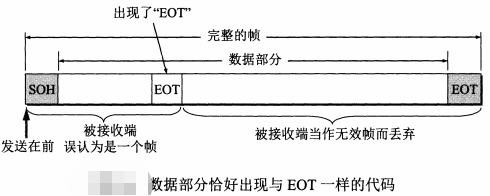 出现了“EOT”
完整的帧
数据部分
SOH
EOT
EOT
被接收端
误认为是一个帧
被接收端当作无效帧而丢弃
发送在前
数据部分恰好出现与 EOT 一样的代码